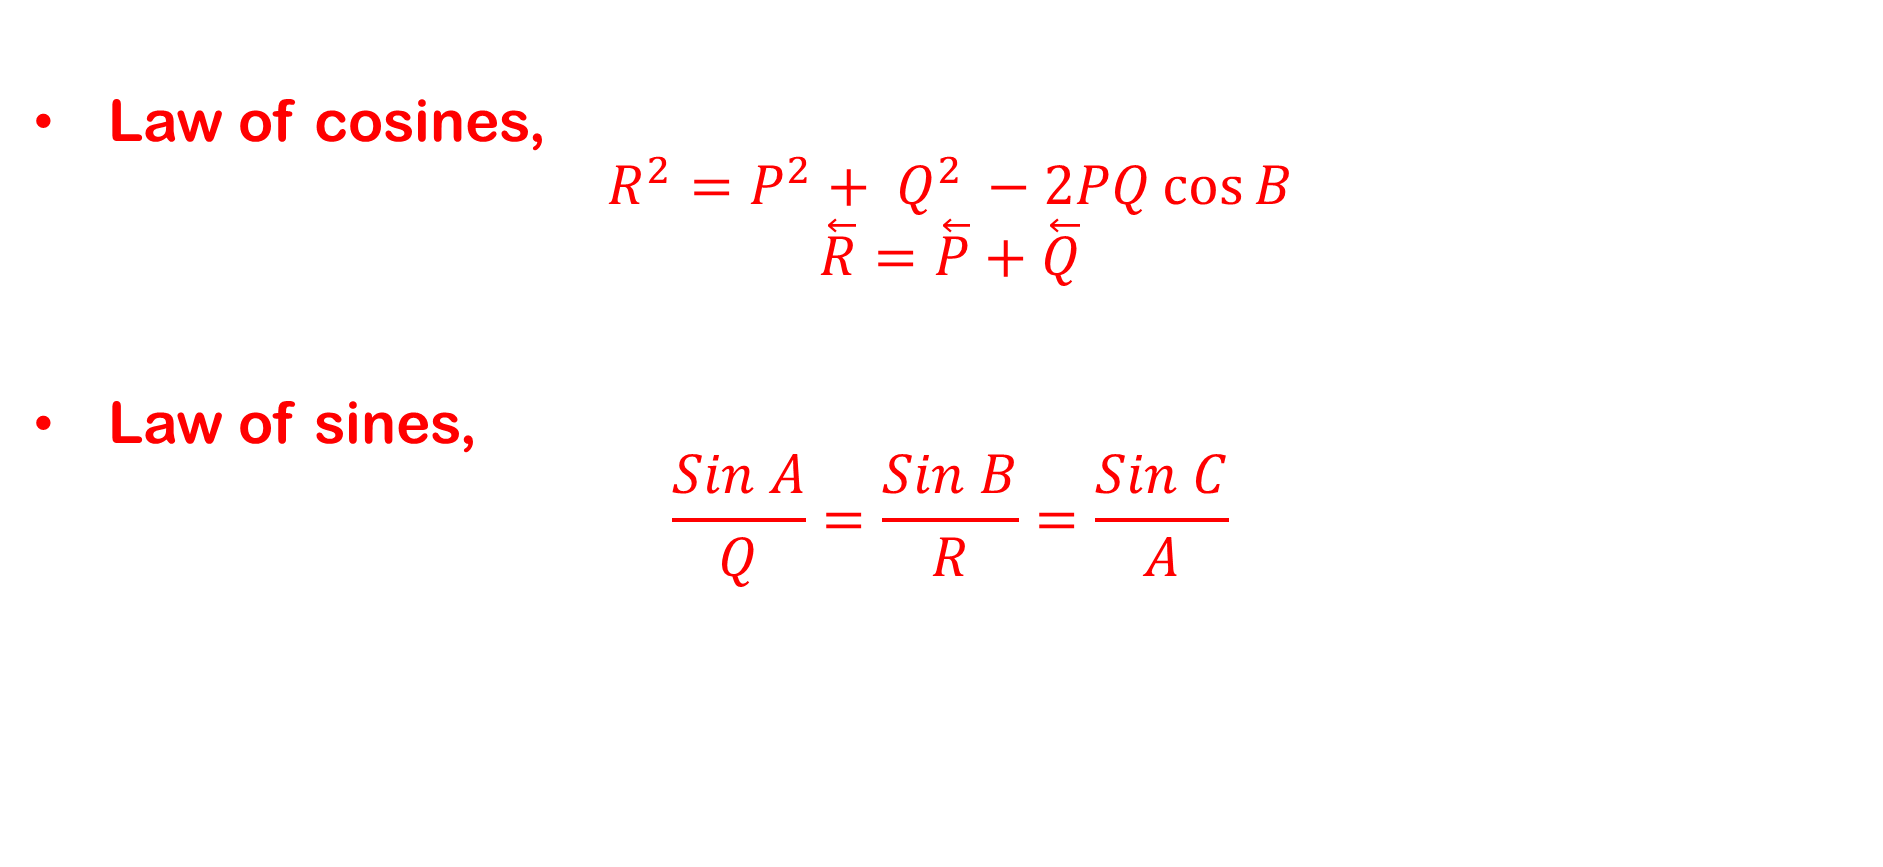 • Law of cosines,
R² = P² + Q² − 2PQ cos B
R⃖ = P⃖ + Q⃖
• Law of sines,
Sin A / Q = Sin B / R = Sin C / A